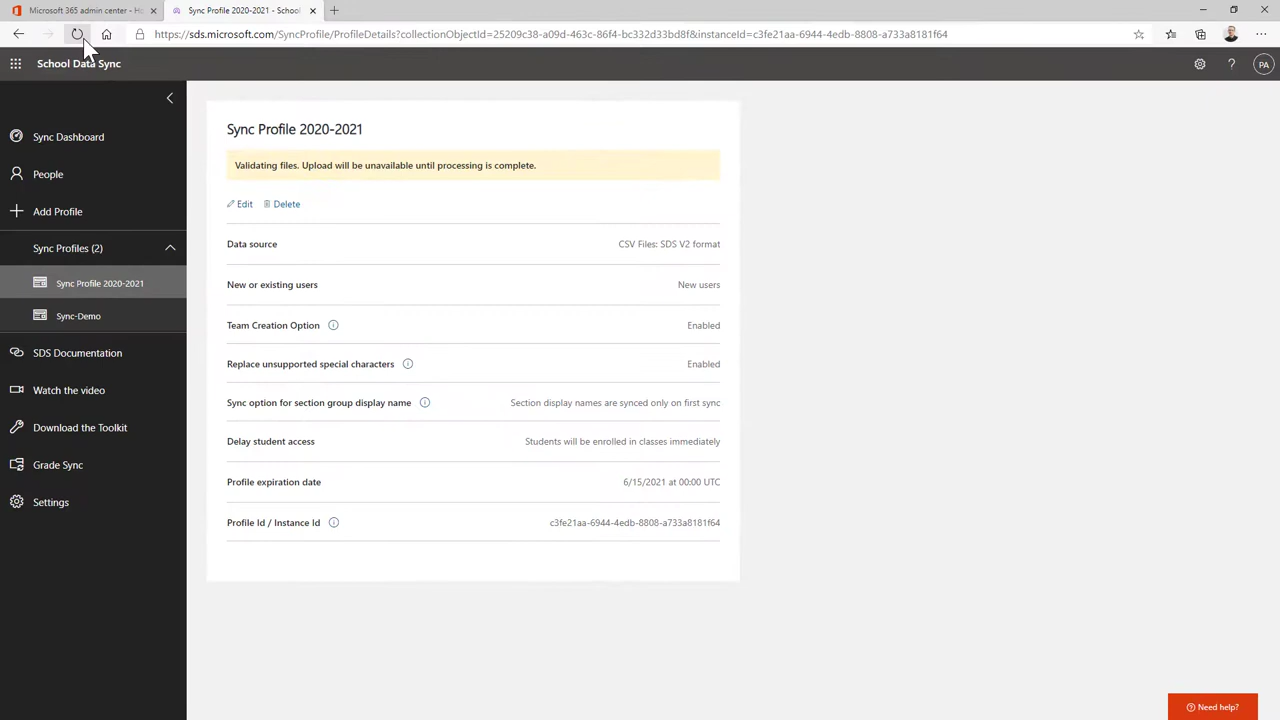 Microsoft 365 admin center - Ho
Sync Profile 2020-2021 - School
https://sds.microsoft.com/SyncProfile/ProfileDetails?collectionObjectId=25209c38-a09d-463c-86f4-bc332d33bd8f&instanceId=c3fe21aa-6944-4edb-8808-a733a8181f64
School Data Sync
PA
Sync Dashboard
People
Add Profile
Sync Profiles (2)
Sync Profile 2020-2021
Sync-Demo
SDS Documentation
Watch the video
Download the Toolkit
Grade Sync
Settings
Sync Profile 2020-2021
Validating files. Upload will be unavailable until processing is complete.
Edit Delete
Data source CSV Files: SDS V2 format
New or existing users New users
Team Creation Option Enabled
Replace unsupported special characters Enabled
Sync option for section group display name Section display names are synced only on first sync
Delay student access Students will be enrolled in classes immediately
Profile expiration date 6/15/2021 at 00:00 UTC
Profile Id / Instance Id c3fe21aa-6944-4edb-8808-a733a8181f64
Need help?